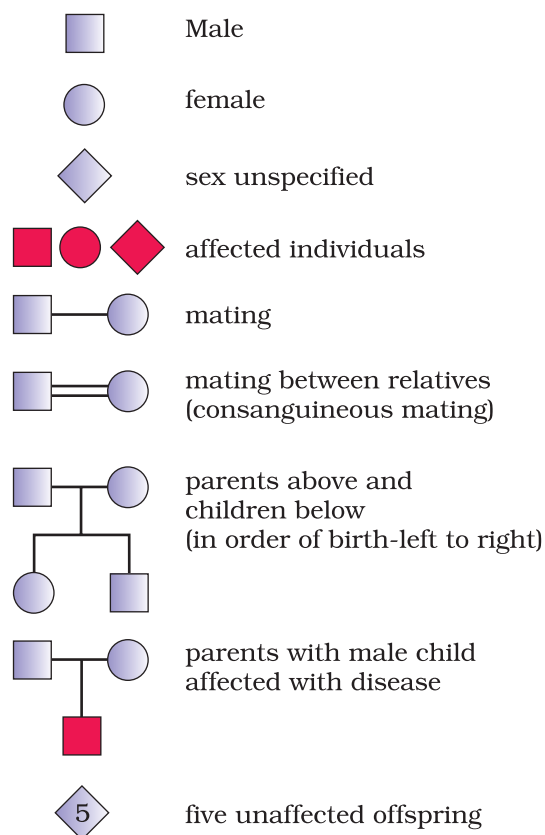 Male
female
sex unspecified
affected individuals
mating
mating between relatives
(consanguineous mating)
parents above and
children below
(in order of birth-left to right)
parents with male child
affected with disease
5 five unaffected offspring